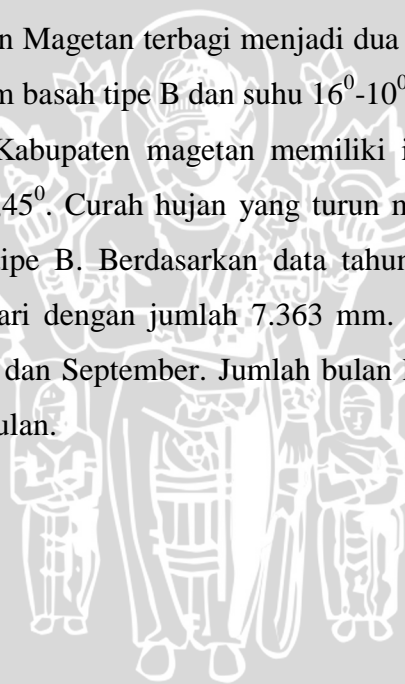 n Magetan terbagi menjadi dua
m basah tipe B dan suhu 16⁰-10⁰
Kabupaten magetan memiliki i
45⁰. Curah hujan yang turun m
tipe B. Berdasarkan data tahun
ari dengan jumlah 7.363 mm.
dan September. Jumlah bulan
ulan.